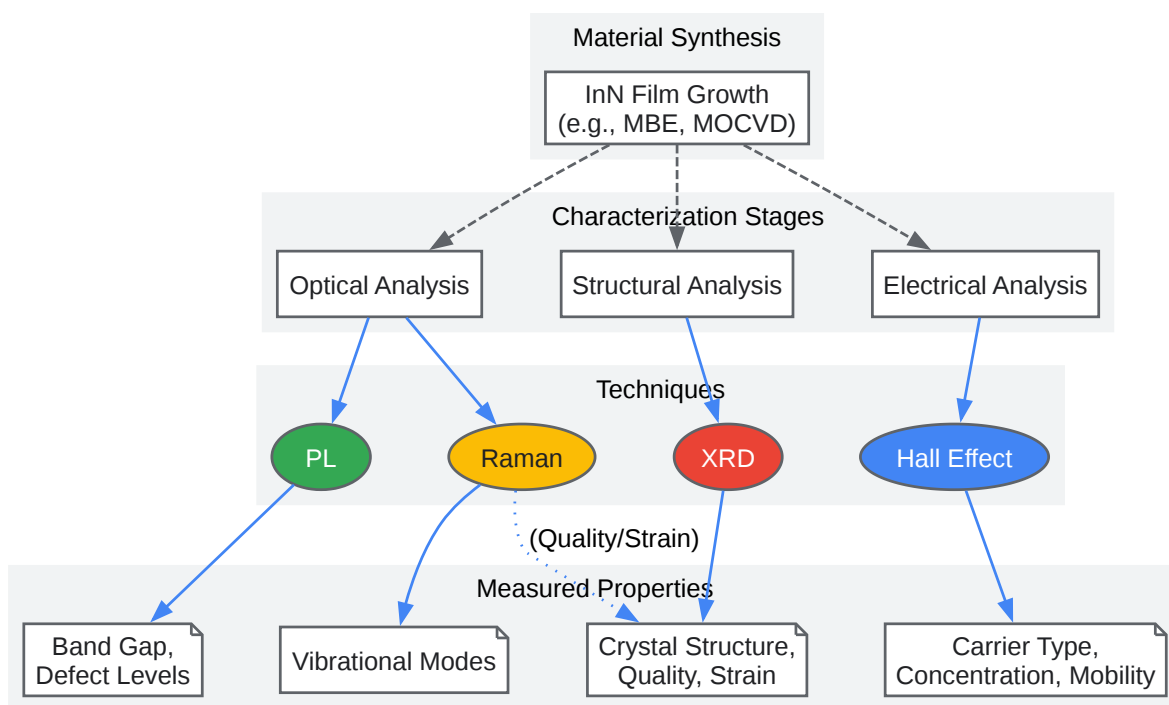 Material Synthesis
InN Film Growth
(e.g., MBE, MOCVD)
Characterization Stages
Optical Analysis
Structural Analysis
Electrical Analysis
Techniques
PL
Raman
XRD
Hall Effect
(Quality/Strain)
Measured Properties
Band Gap,
Defect Levels
Vibrational Modes
Crystal Structure,
Quality, Strain
Carrier Type,
Concentration, Mobility